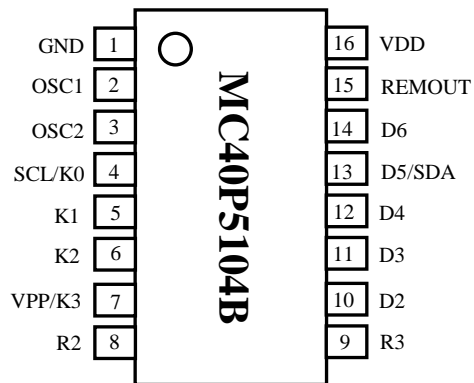 GND 1 16 VDD
OSC1 2 15 REMOUT
OSC2 3 14 D6
SCL/K0 4 13 D5/SDA
K1 5 12 D4
K2 6 11 D3
VPP/K3 7 10 D2
R2 8 9 R3
MC40P5104B